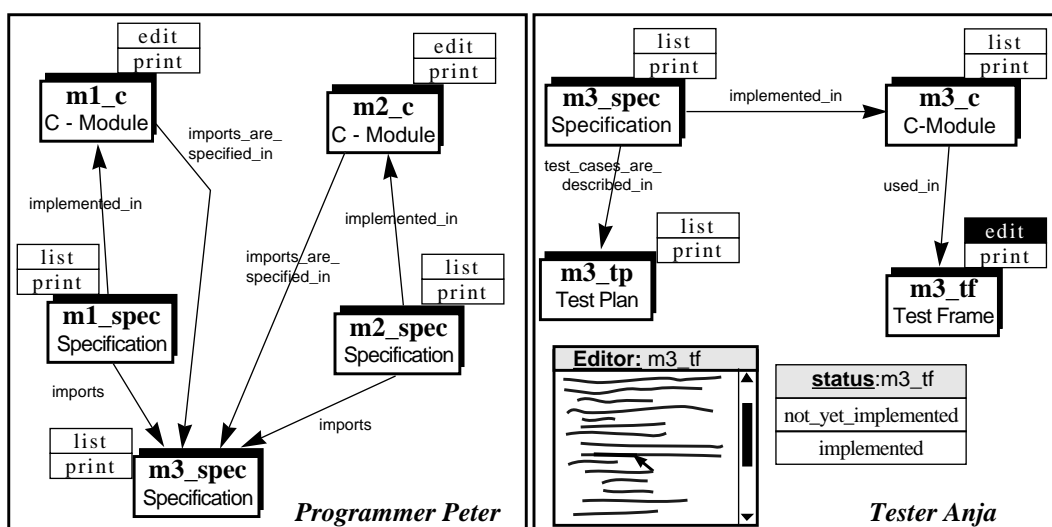 edit
print
m1_c
C - Module
edit
print
m2_c
C - Module
imports_are_
specified_in
implemented_in
implemented_in
imports_are_
specified_in
list
print
m1_spec
Specification
list
print
m2_spec
Specification
imports
imports
list
print
m3_spec
Specification
Programmer Peter
list
print
m3_spec
Specification
implemented_in
list
print
m3_c
C-Module
test_cases_are_
described_in
used_in
list
print
m3_tp
Test Plan
edit
print
m3_tf
Test Frame
Editor: m3_tf
status:m3_tf
not_yet_implemented
implemented
Tester Anja